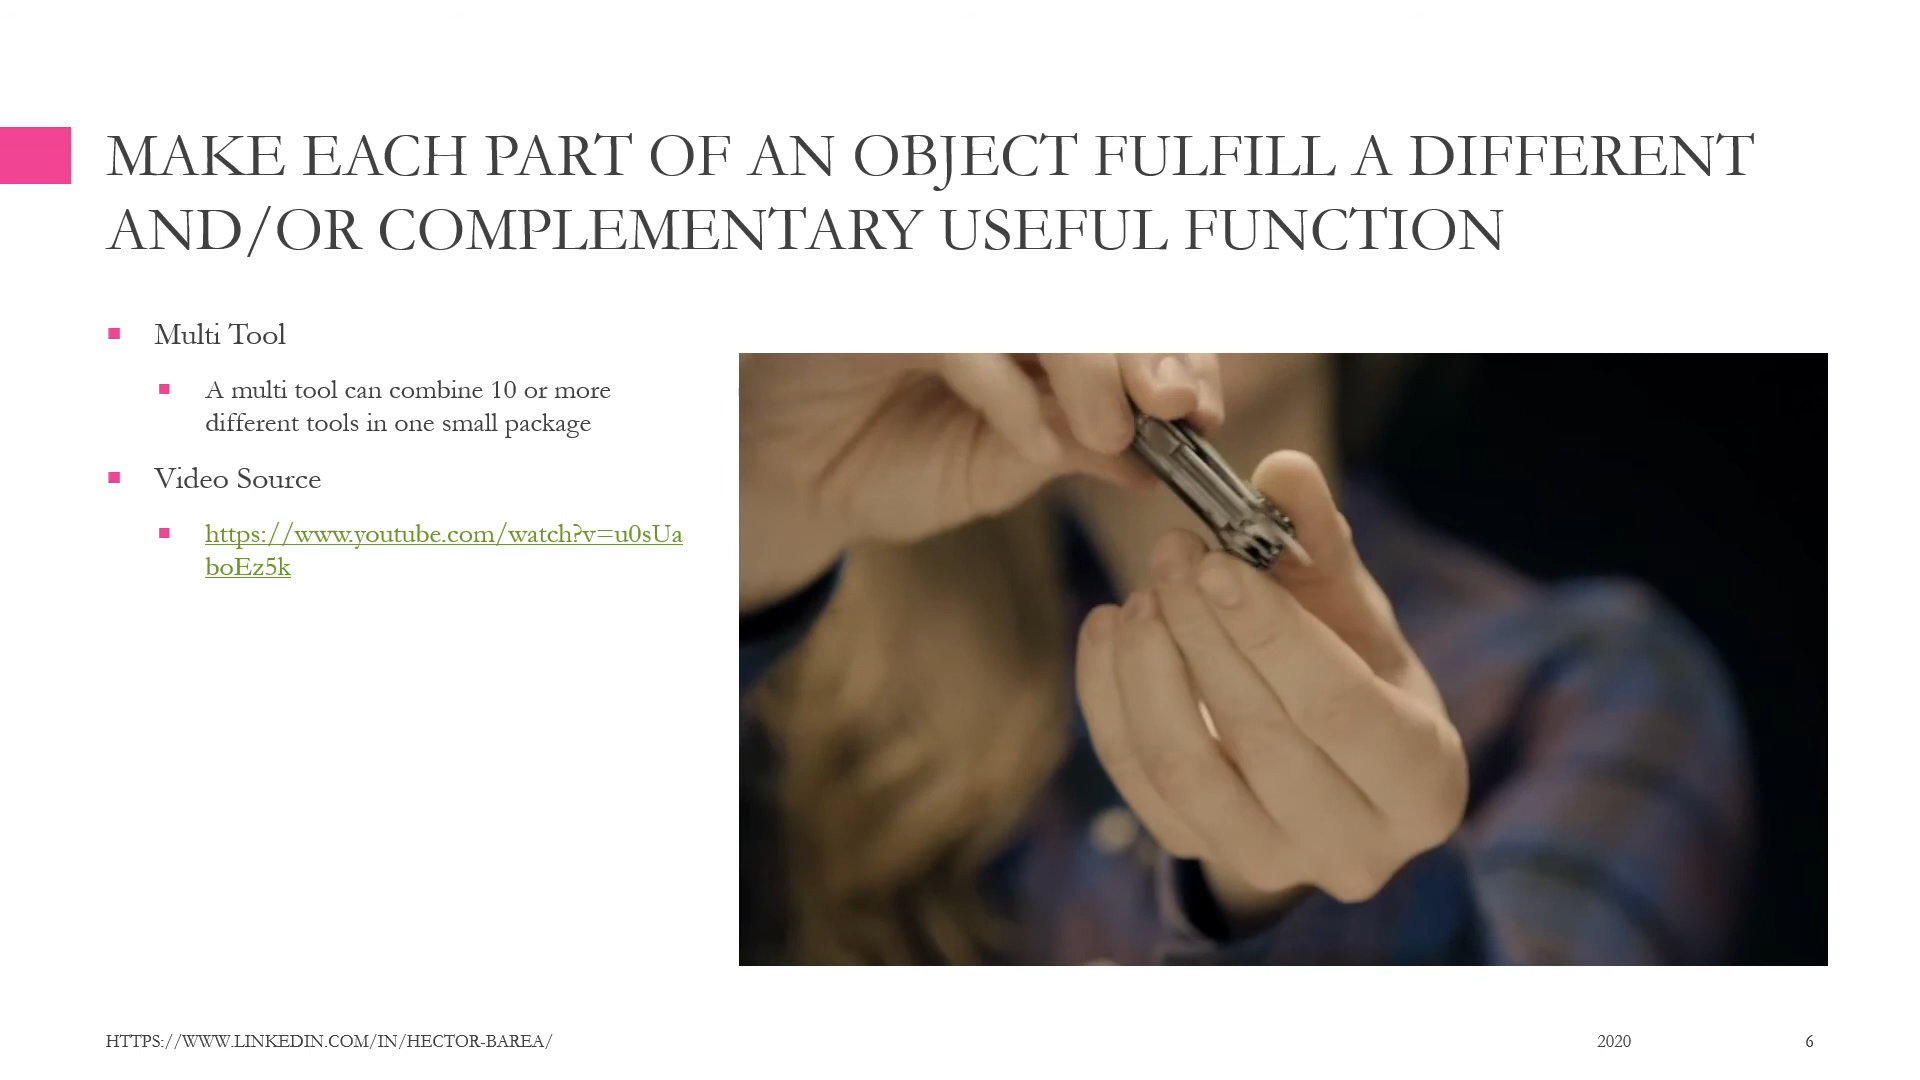 MAKE EACH PART OF AN OBJECT FULFILL A DIFFERENT
AND/OR COMPLEMENTARY USEFUL FUNCTION
Multi Tool
A multi tool can combine 10 or more
different tools in one small package
Video Source
https://www.youtube.com/watch?v=u0sUa
boEz5k
HTTPS://WWW.LINKEDIN.COM/IN/HECTOR-BAREA/
2020
6